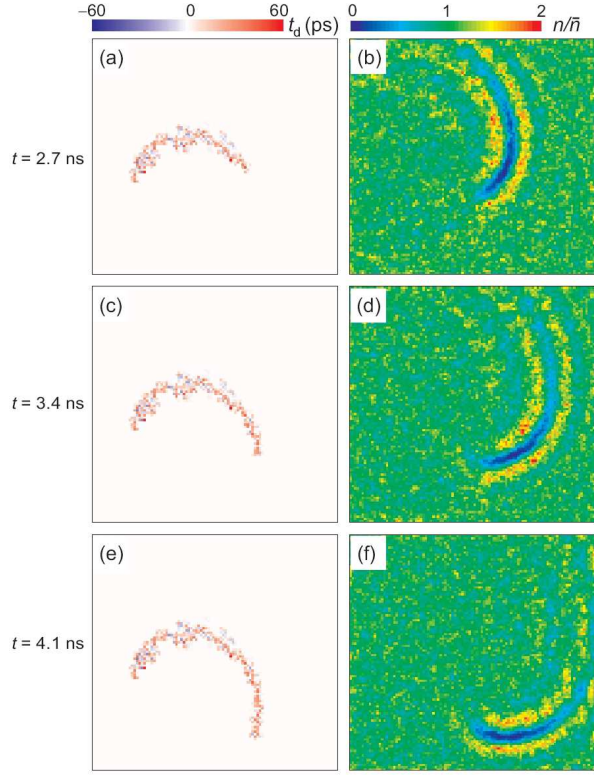 −60 0 60 t_d (ps)
0 1 2 n/n̄
(a)
(b)
t = 2.7 ns
(c)
(d)
t = 3.4 ns
(e)
(f)
t = 4.1 ns